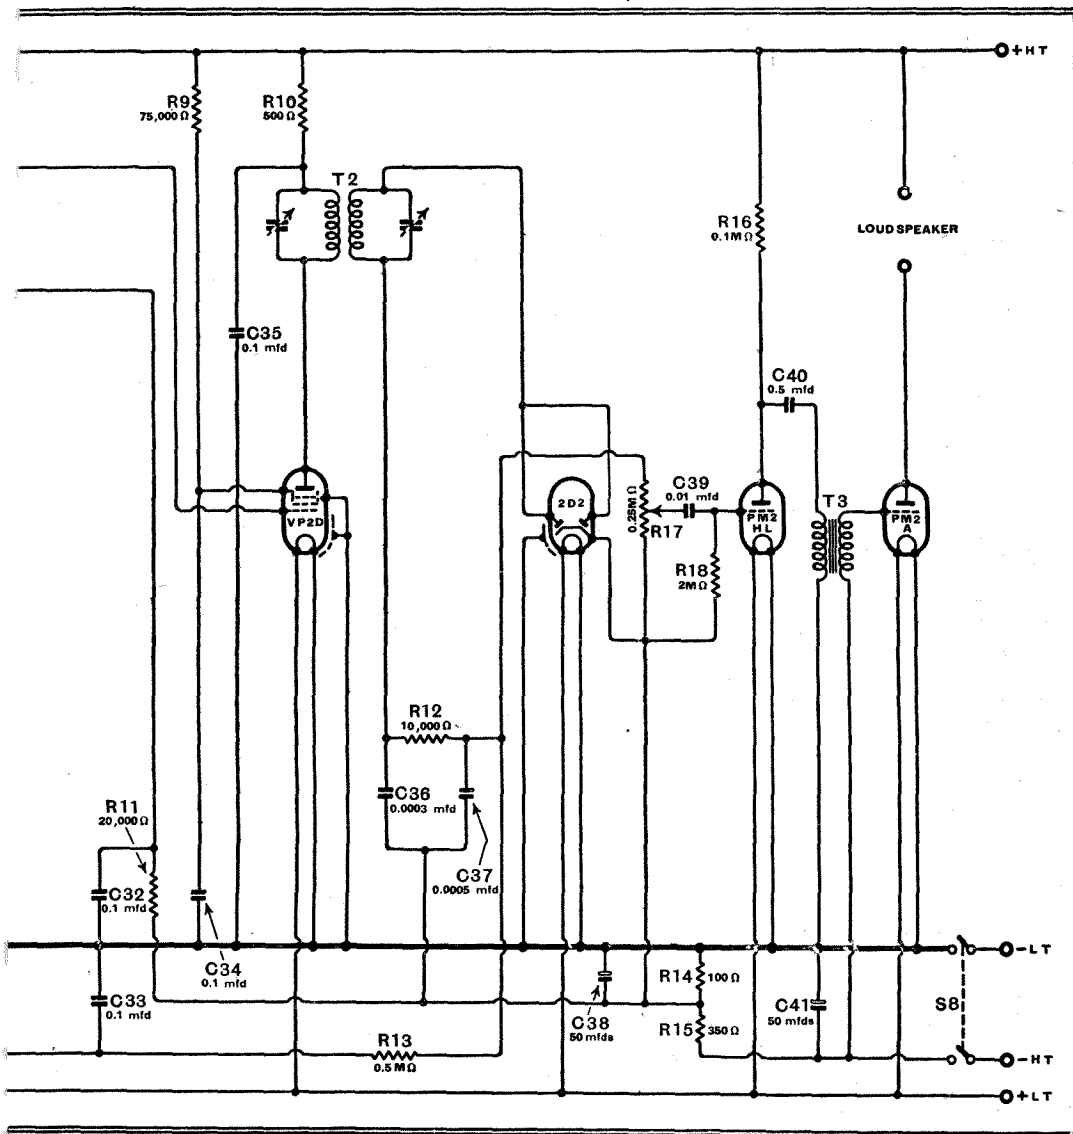 +HT
R9
75,000 Ω
R10
500 Ω
T2
R16
0.1M Ω
LOUDSPEAKER
C35
0.1 mfd
C40
0.5 mfd
VP2D
2D2
0.25M Ω
R17
C39
0.01 mfd
PM2
HL
T3
PM2
A
R18
2M Ω
R12
10,000 Ω
C36
0.0003 mfd
R11
20,000 Ω
C37
0.0005 mfd
C32
0.1 mfd
-LT
C34
0.1 mfd
R14
100 Ω
C33
0.1 mfd
C38
50 mfds
R15
350 Ω
C41
50 mfds
S8
R13
0.5 M Ω
-HT
+LT